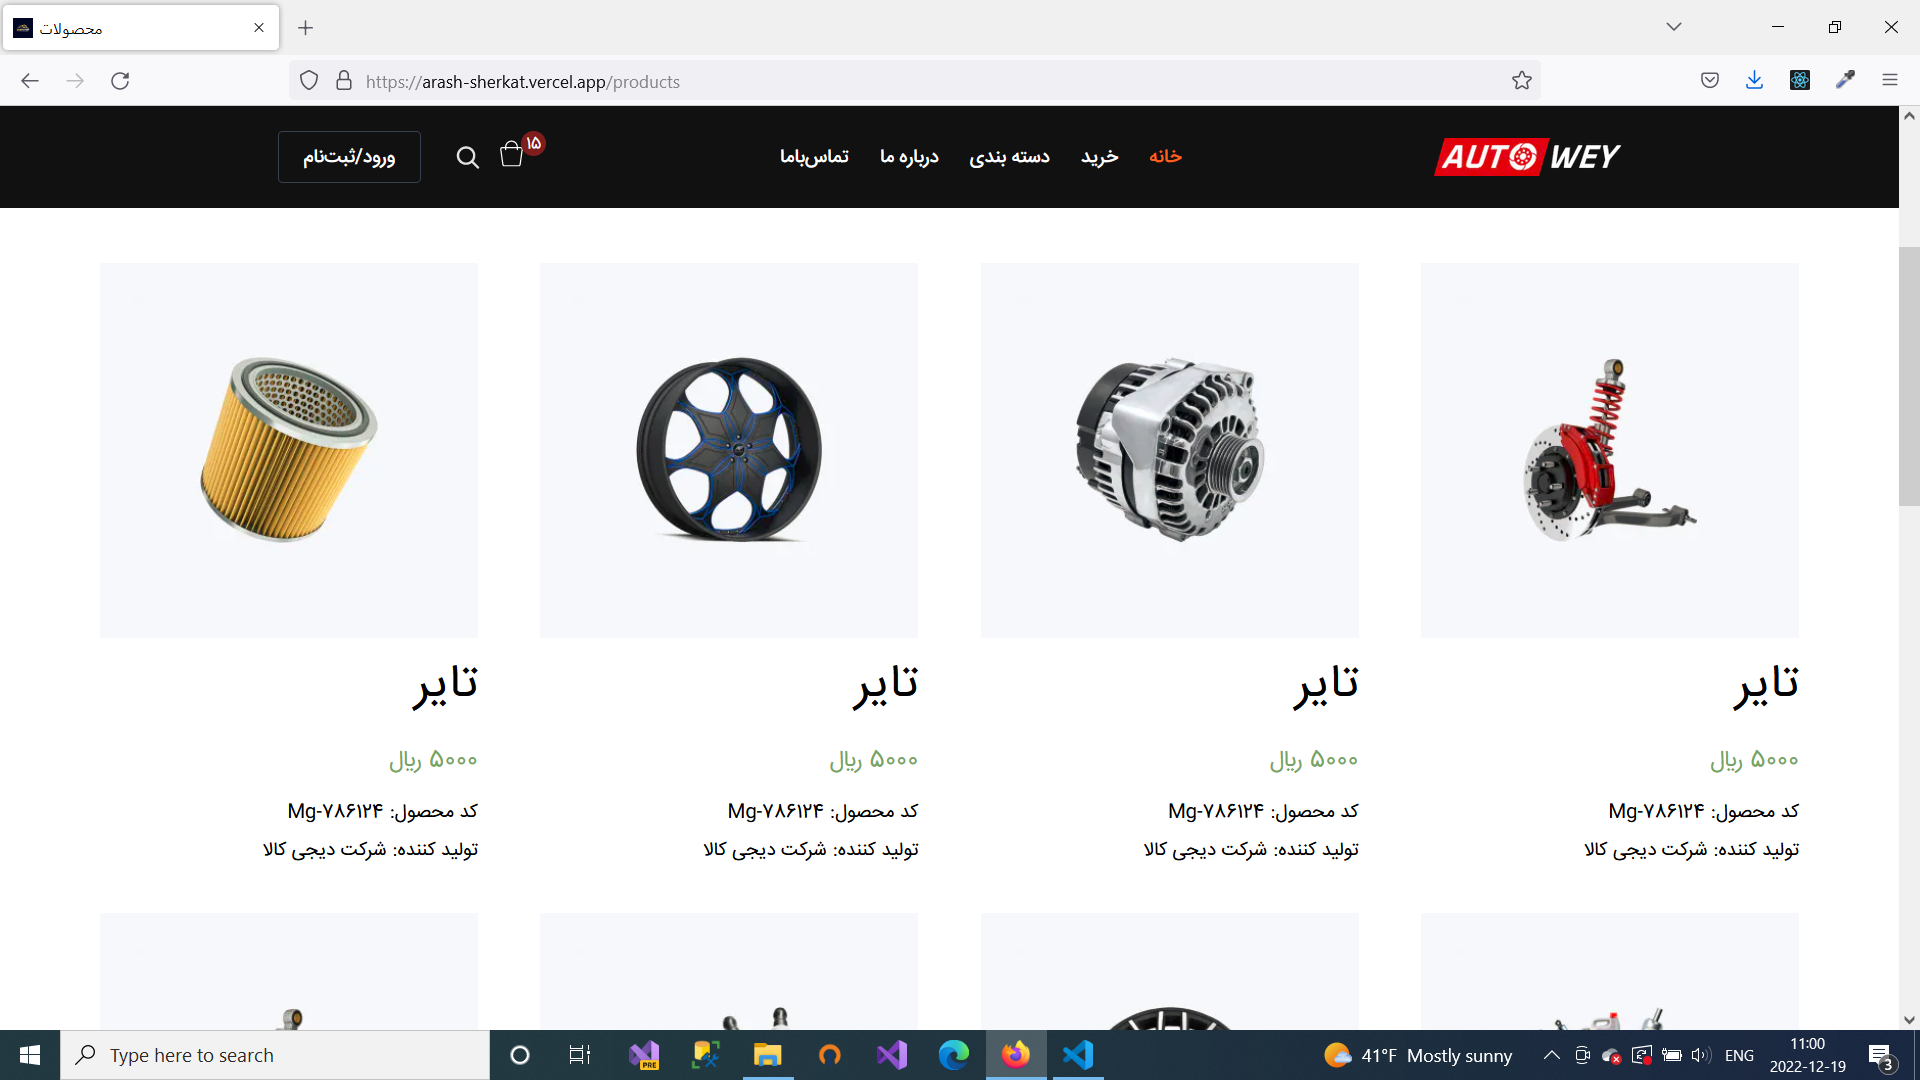 محصولات
https://arash-sherkat.vercel.app/products
AUTO WEY
خانه
خرید
دسته بندی
درباره ما
تماس‌باما
۱۵
ورود/ثبت‌نام
تایر
۵۰۰۰ ریال
کد محصول: Mg-۷۸۶۱۲۴
تولید کننده: شرکت دیجی کالا
تایر
۵۰۰۰ ریال
کد محصول: Mg-۷۸۶۱۲۴
تولید کننده: شرکت دیجی کالا
تایر
۵۰۰۰ ریال
کد محصول: Mg-۷۸۶۱۲۴
تولید کننده: شرکت دیجی کالا
تایر
۵۰۰۰ ریال
کد محصول: Mg-۷۸۶۱۲۴
تولید کننده: شرکت دیجی کالا
Type here to search
PRE
41°F Mostly sunny
ENG
11:00
2022-12-19
3